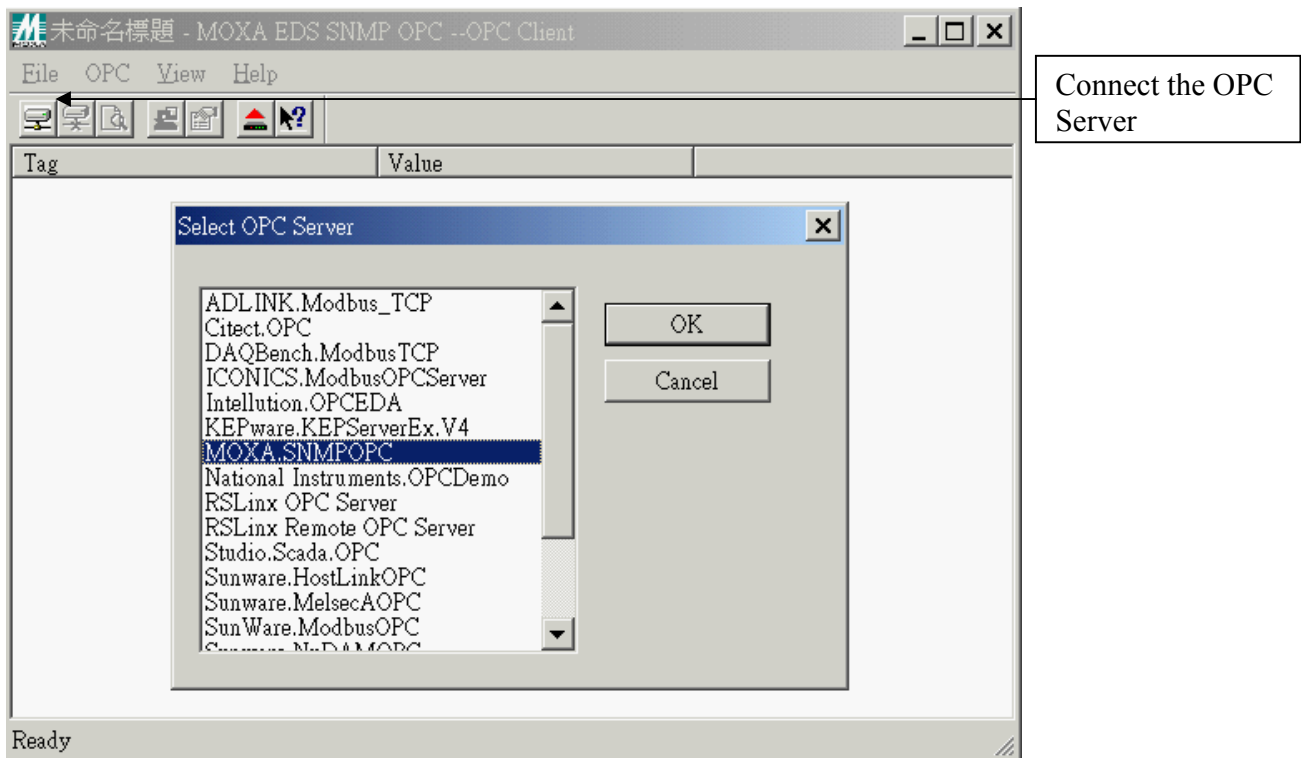 未命名標題 - MOXA EDS SNMP OPC --OPC Client
File OPC View Help
Connect the OPC
Server
Tag Value
Select OPC Server
ADLINK.Modbus_TCP
Citect.OPC
DAQBench.ModbusTCP
ICONICS.ModbusOPCServer
Intellution.OPCEDA
KEPware.KEPServerEx.V4
MOXA.SNMPOPC
National Instruments.OPCDemo
RSLinx OPC Server
RSLinx Remote OPC Server
Studio.Scada.OPC
Sunware.HostLinkOPC
Sunware.MelsecAOPC
SunWare.ModbusOPC
OK
Cancel
Ready